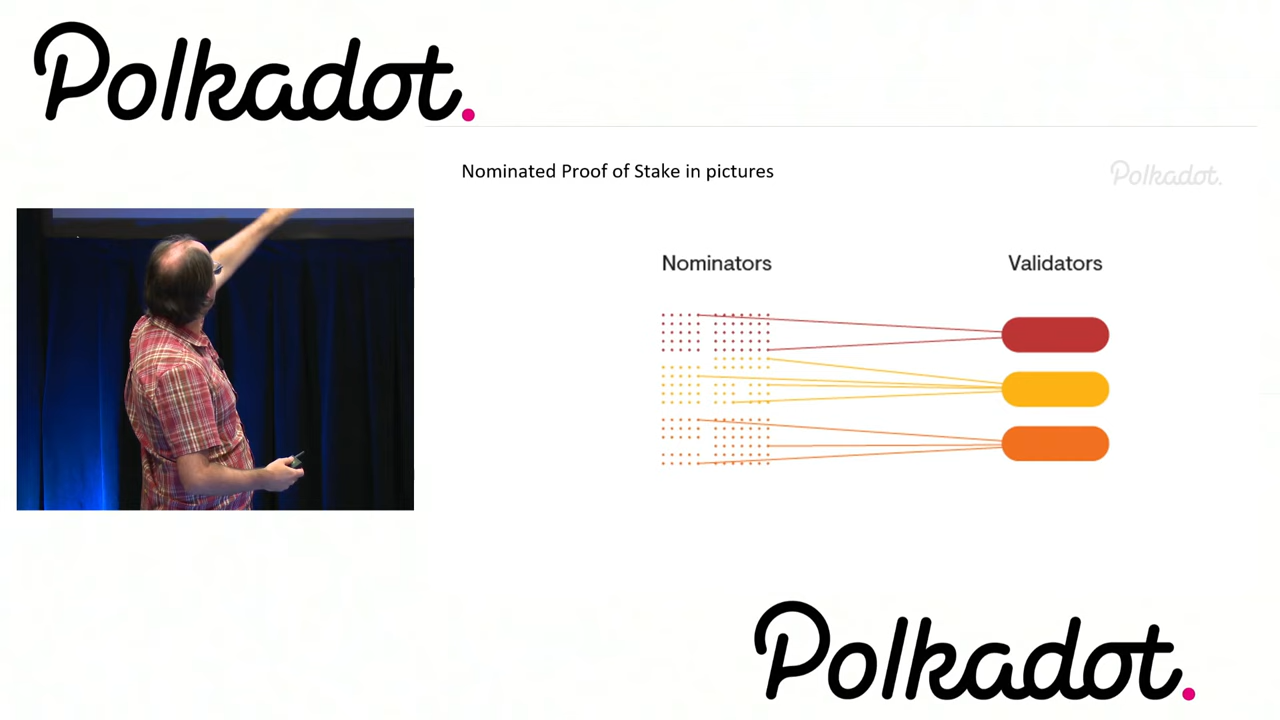 Polkadot.
Nominated Proof of Stake in pictures
Polkadot.
Nominators
Validators
Polkadot.